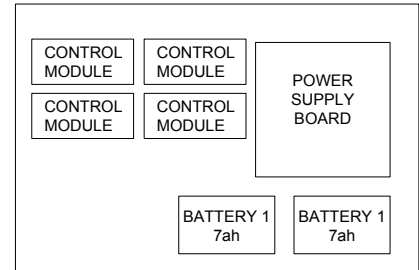 CONTROL
MODULE
CONTROL
MODULE
POWER
SUPPLY
BOARD
CONTROL
MODULE
CONTROL
MODULE
BATTERY 1
7ah
BATTERY 1
7ah